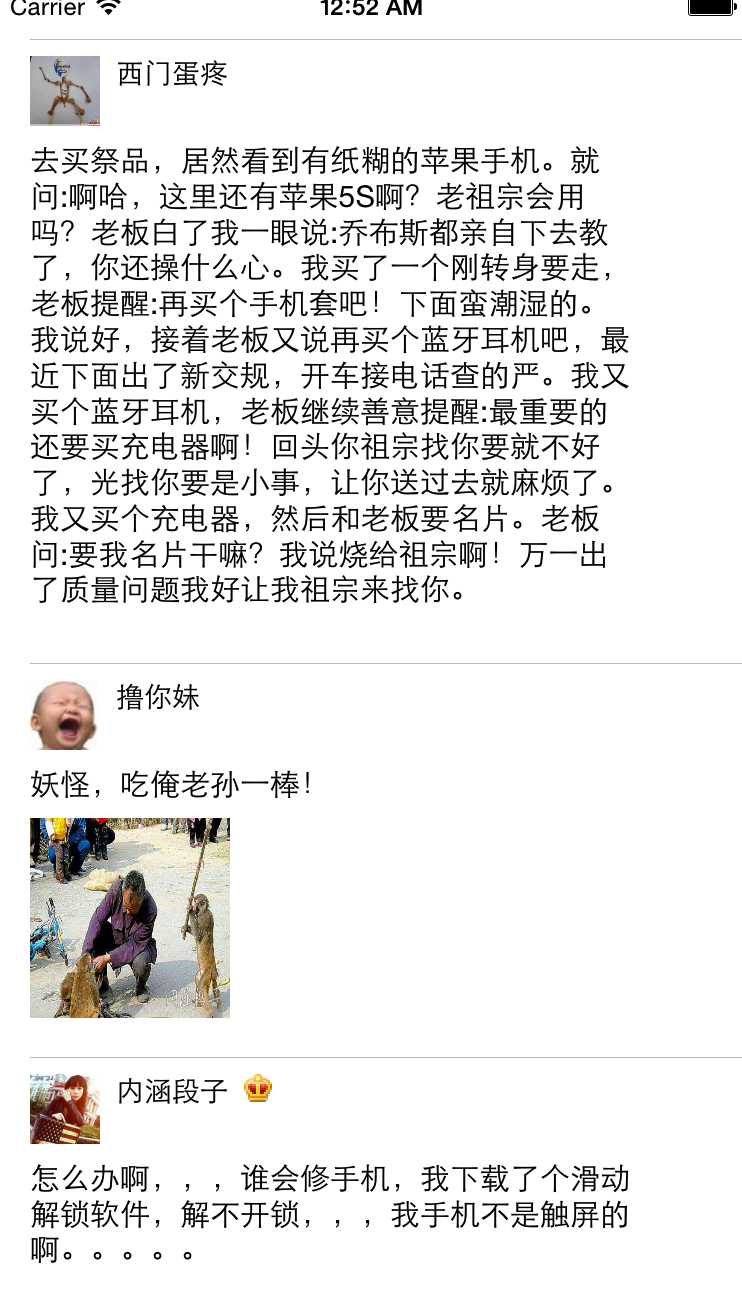 Carrier 12:52 AM
西门蛋疼
去买祭品，居然看到有纸糊的苹果手机。就
问:啊哈，这里还有苹果5S啊？老祖宗会用
吗？老板白了我一眼说:乔布斯都亲自下去教
了，你还操什么心。我买了一个刚转身要走，
老板提醒:再买个手机套吧！下面蛮潮湿的。
我说好，接着老板又说再买个蓝牙耳机吧，最
近下面出了新交规，开车接电话查的严。我又
买个蓝牙耳机，老板继续善意提醒:最重要的
还要买充电器啊！回头你祖宗找你要就不好
了，光找你要是小事，让你送过去就麻烦了。
我又买个充电器，然后和老板要名片。老板
问:要我名片干嘛？我说烧给祖宗啊！万一出
了质量问题我好让我祖宗来找你。
撸你妹
妖怪，吃俺老孙一棒！
内涵段子
怎么办啊，，，谁会修手机，我下载了个滑动
解锁软件，解不开锁，，，我手机不是触屏的
啊。。。。。